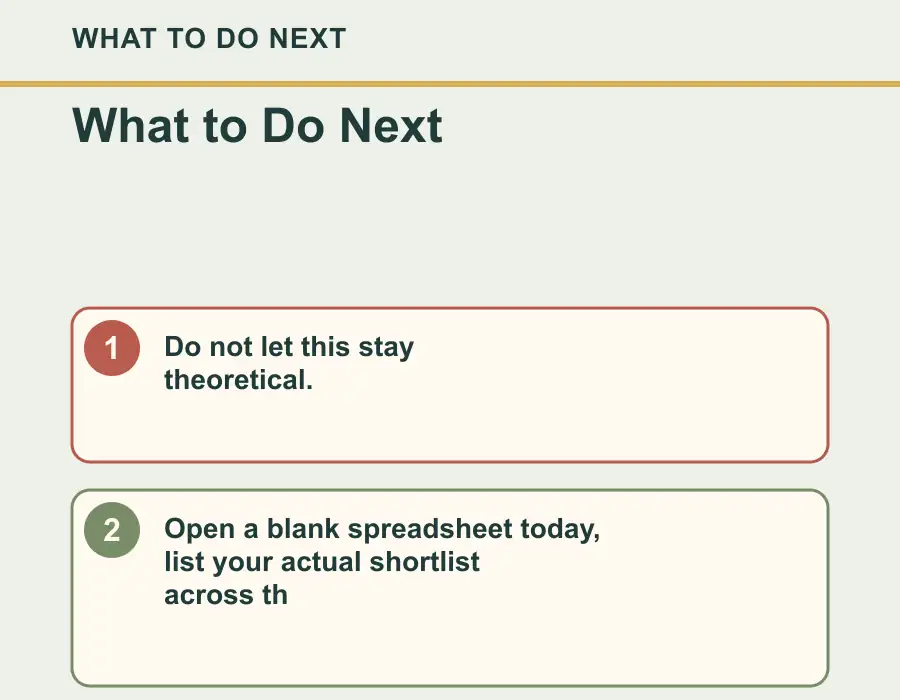 WHAT TO DO NEXT
What to Do Next
1
Do not let this stay
theoretical.
2
Open a blank spreadsheet today,
list your actual shortlist
across th